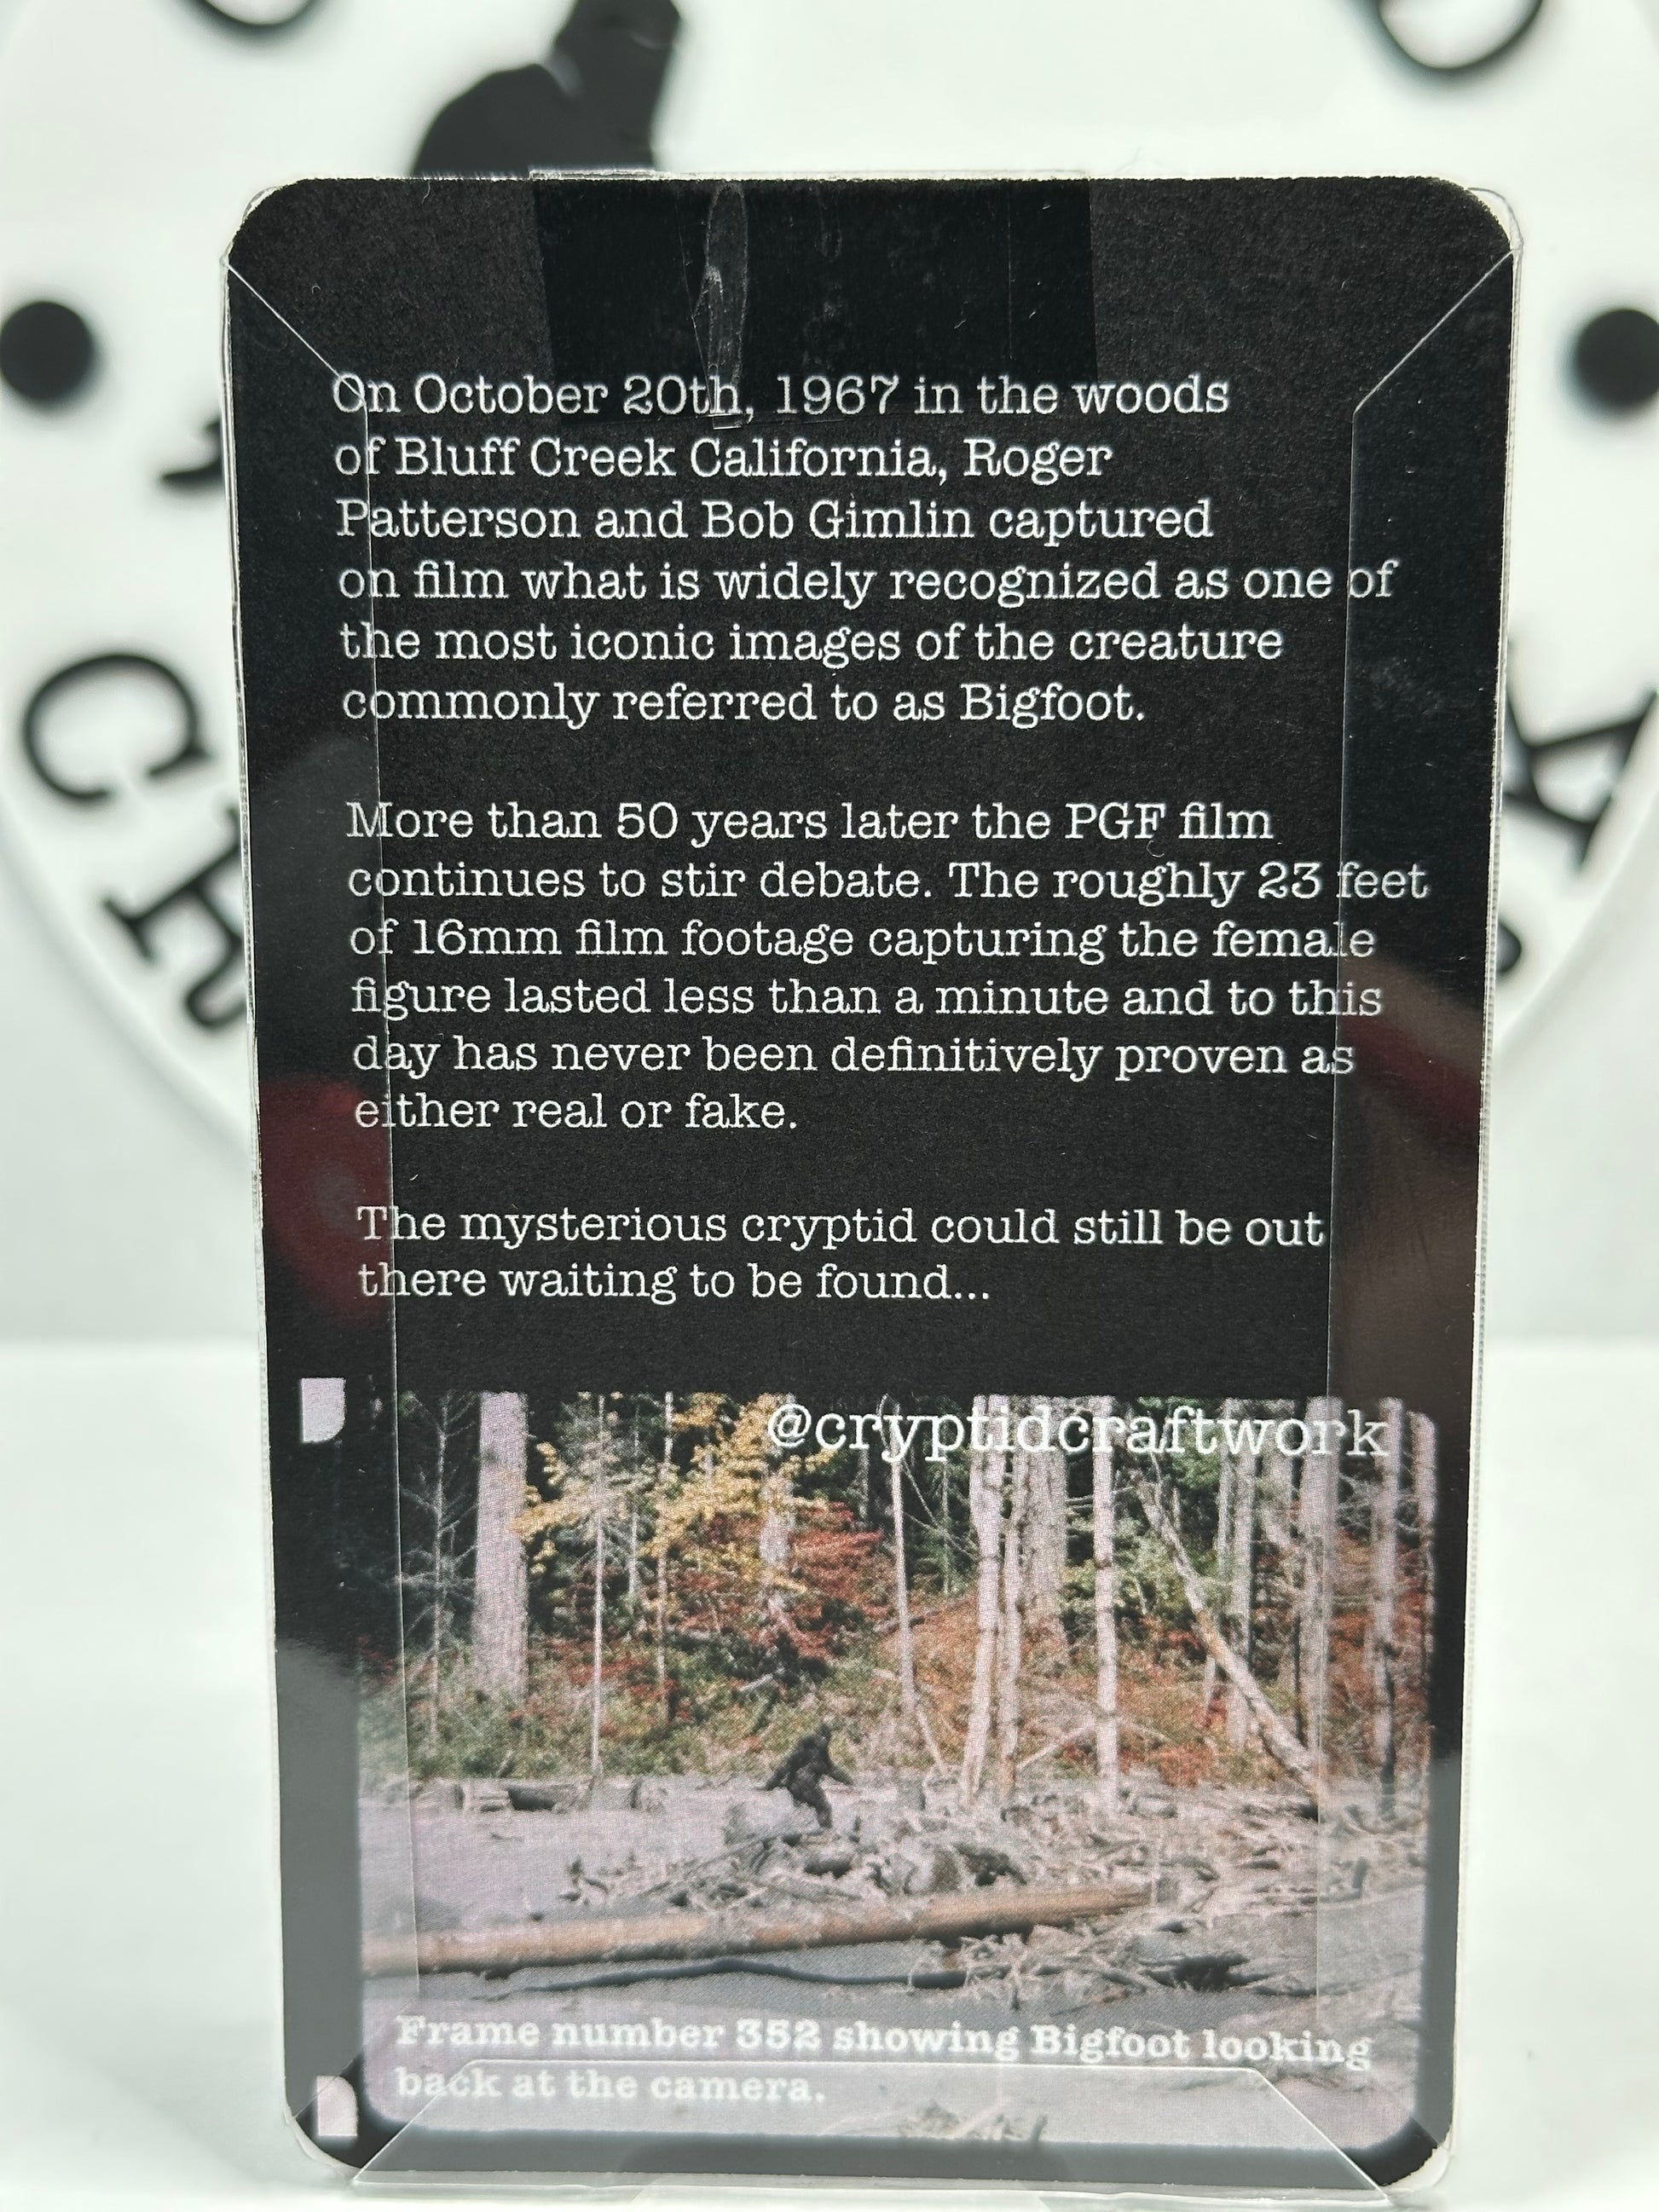 On October 20th, 1967 in the woods
of Bluff Creek California, Roger
Patterson and Bob Gimlin captured
on film what is widely recognized as one of
the most iconic images of the creature
commonly referred to as Bigfoot.
More than 50 years later the PGF film
continues to stir debate. The roughly 23 feet
of 16mm film footage capturing the female
figure lasted less than a minute and to this
day has never been definitively proven as
either real or fake.
The mysterious cryptid could still be out
there waiting to be found...
@cryptidcraftwork
Frame number 352 showing Bigfoot looking
back at the camera.